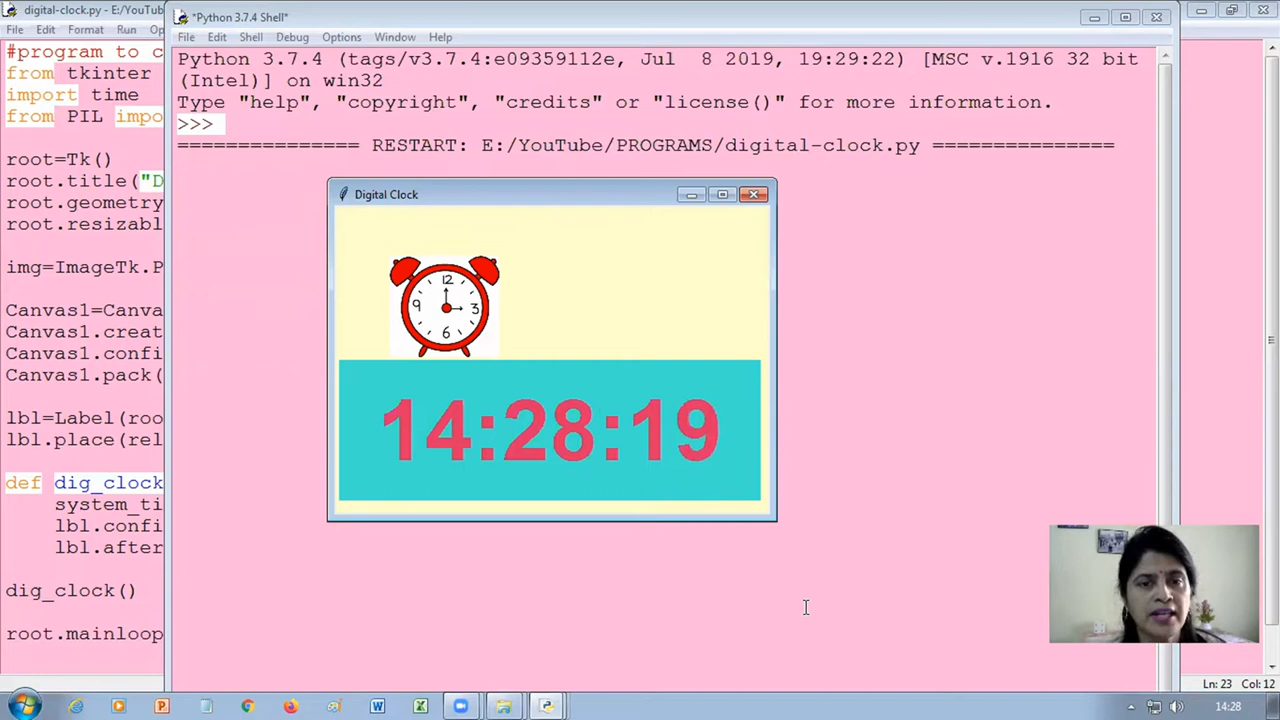 digital-clock.py - E:/YouTub
File Edit Format Run Op
#program to c
from tkinter
import time
from PIL impo
root=Tk()
root.title("D
root.geometry
root.resizabl
img=ImageTk.P
Canvas1=Canva
Canvas1.creat
Canvas1.confi
Canvas1.pack(
lbl=Label(roo
lbl.place(rel
def dig_clock
system_ti
lbl.confi
lbl.after
dig_clock()
root.mainloop
*Python 3.7.4 Shell*
File Edit Shell Debug Options Window Help
Python 3.7.4 (tags/v3.7.4:e09359112e, Jul 8 2019, 19:29:22) [MSC v.1916 32 bit
(Intel)] on win32
Type "help", "copyright", "credits" or "license()" for more information.
>>>
=============== RESTART: E:/YouTube/PROGRAMS/digital-clock.py ===============
Digital Clock
12
9 3
6
14:28:19
Ln: 23 Col: 12
14:28